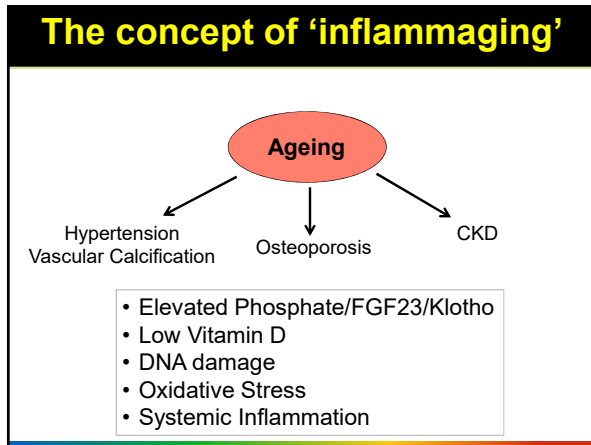 The concept of ‘inflammaging’
Ageing
Hypertension
Vascular Calcification
Osteoporosis
CKD
• Elevated Phosphate/FGF23/Klotho
• Low Vitamin D
• DNA damage
• Oxidative Stress
• Systemic Inflammation